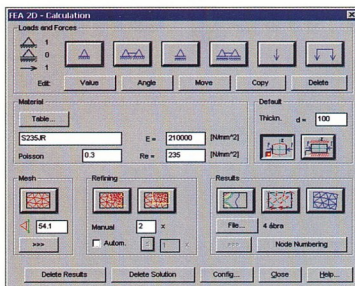 FEA 2D - Calculation
Loads and Forces
1
0
1
Edit:
Value
Angle
Move
Copy
Delete
Material
Table...
S235JR
E = 210000 [N/mm^2]
Poisson 0.3
Re = 235 [N/mm^2]
Default
Thickn. d = 100
Mesh
54.1
>>>
Refining
Manual 2 x
Autom. 1 x
Results
File... 4 ábra
>>> Node Numbering
Delete Results
Delete Solution
Config...
Close
Help...